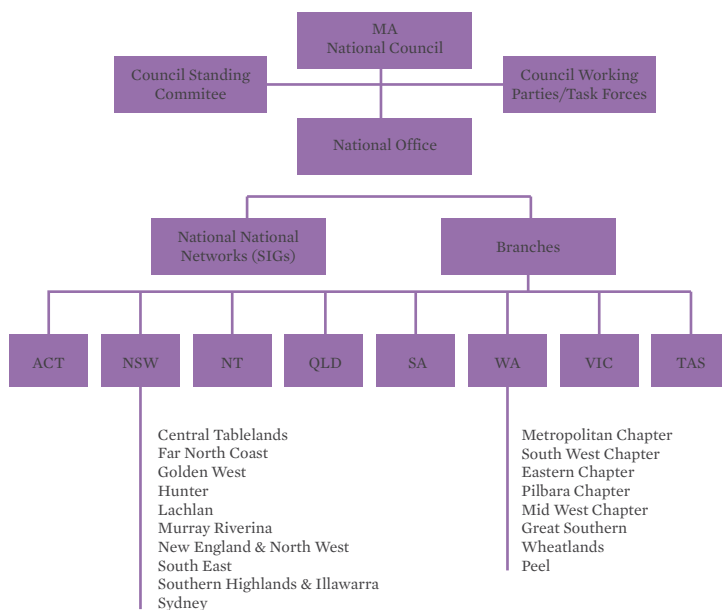 MA
National Council
Council Standing
Commitee
Council Working
Parties/Task Forces
National Office
National National
Networks (SIGs)
Branches
ACT
NSW
NT
QLD
SA
WA
VIC
TAS
Central Tablelands
Far North Coast
Golden West
Hunter
Lachlan
Murray Riverina
New England & North West
South East
Southern Highlands & Illawarra
Sydney
Metropolitan Chapter
South West Chapter
Eastern Chapter
Pilbara Chapter
Mid West Chapter
Great Southern
Wheatlands
Peel